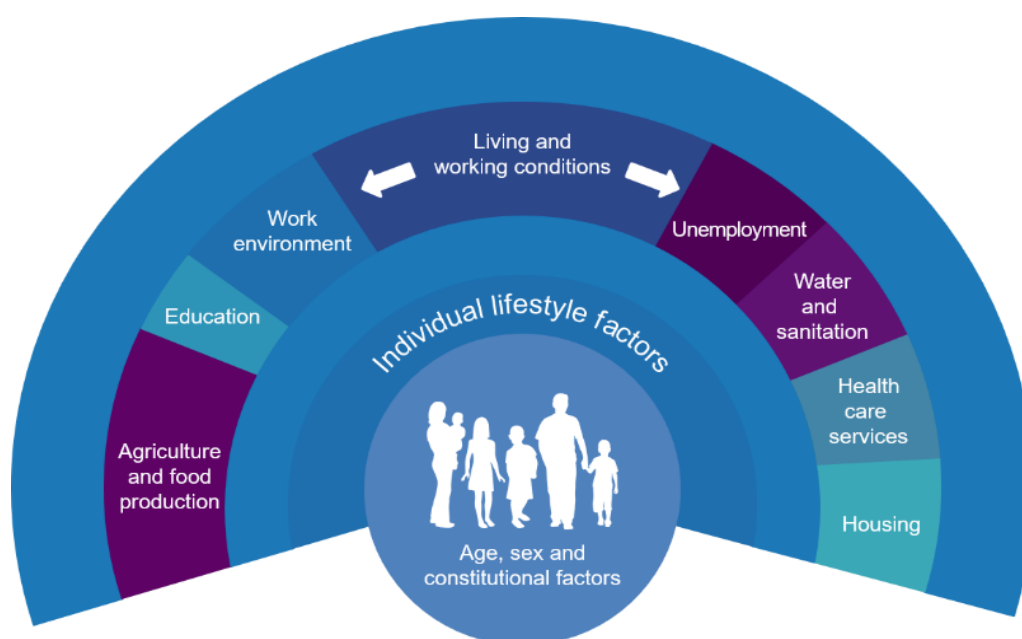 Living and
working conditions
Work
environment
Unemployment
Education
Water
and
sanitation
Individual lifestyle factors
Health
care
services
Agriculture
and food
production
Housing
Age, sex and
constitutional factors